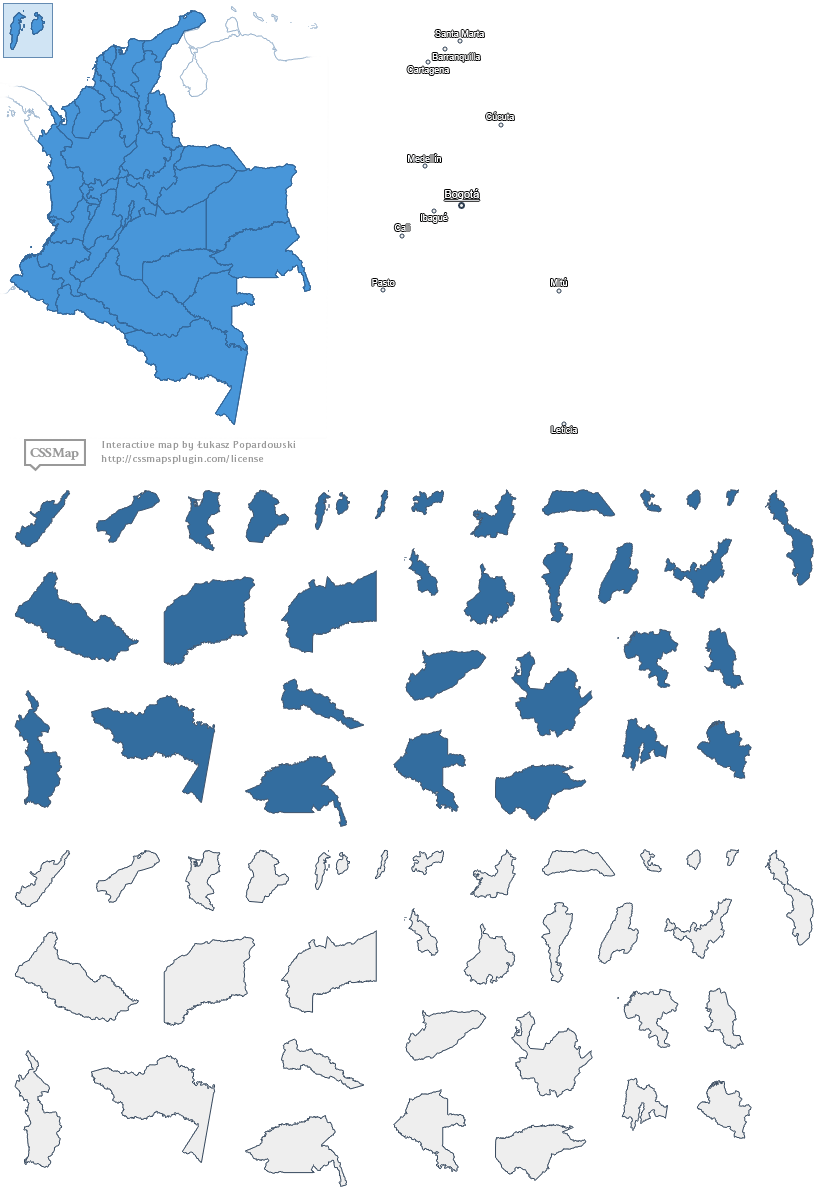 Santa Marta
Barranquilla
Cartagena
Cúcuta
Medellín
Bogotá
Ibagué
Cali
Pasto
Mitú
Leticia
CSSMap
Interactive map by Łukasz Popardowski
http://cssmapsplugin.com/license